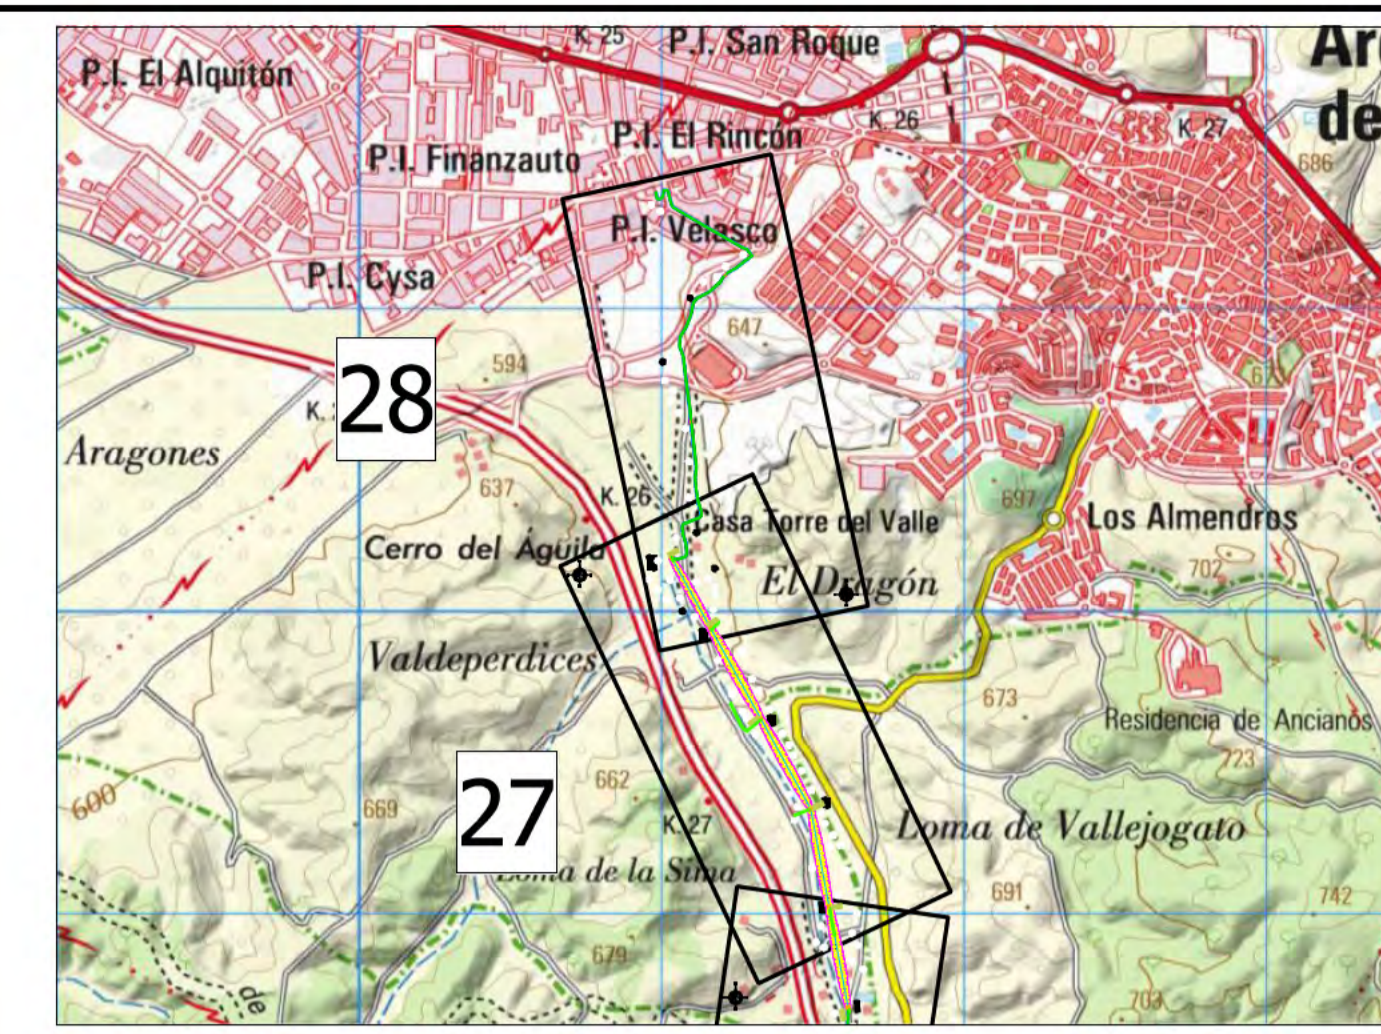 K. 25
P.I. San Roque
Ar
de
P.I. El Alquitón
P.I. El Rincón
K. 26
K. 27
686
P.I. Finanzauto
P.I. Velasco
P.I. Cysa
647
594
28
K.
Aragones
637
K. 26
697
Casa Torre del Valle
Los Almendros
Cerro del Águila
El Dragón
702
Valdeperdices
673
Residencia de Ancianos
723
600
662
669
27
K. 27
Loma de Vallejogato
Loma de la Sima
691
742
679
de
703